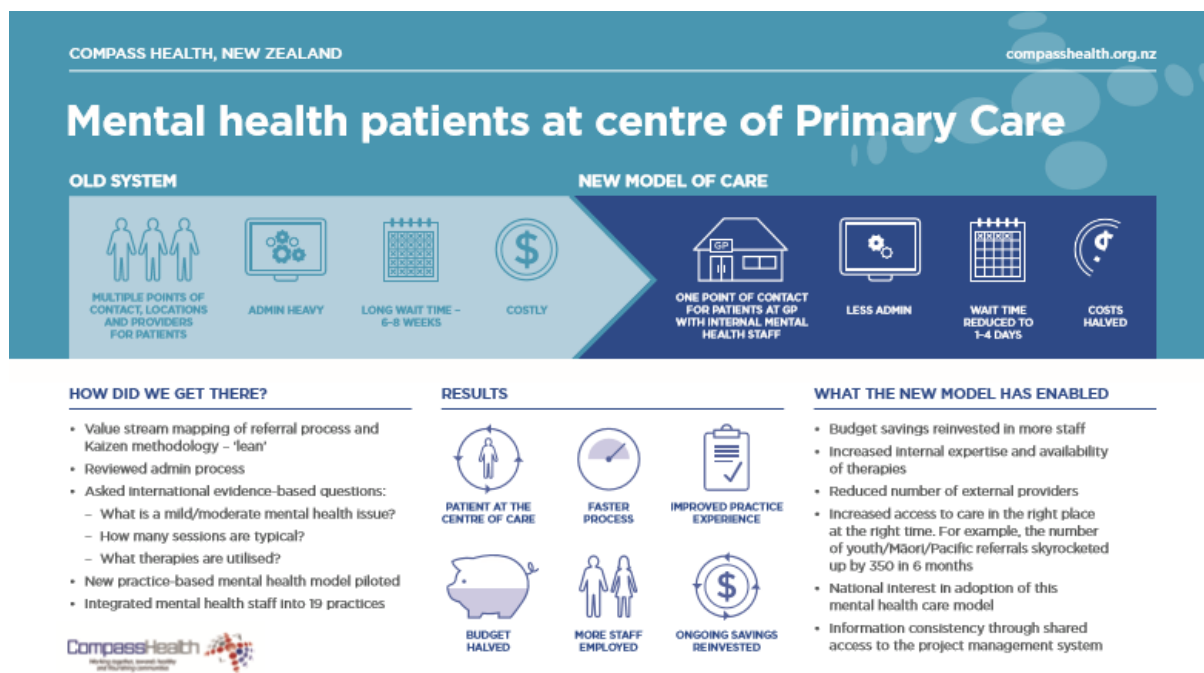 COMPASS HEALTH, NEW ZEALAND
compasshealth.org.nz
Mental health patients at centre of Primary Care
OLD SYSTEM
MULTIPLE POINTS OF
CONTACT, LOCATIONS
AND PROVIDERS
FOR PATIENTS
ADMIN HEAVY
LONG WAIT TIME –
6-8 WEEKS
$
COSTLY
NEW MODEL OF CARE
GP
ONE POINT OF CONTACT
FOR PATIENTS AT GP
WITH INTERNAL MENTAL
HEALTH STAFF
LESS ADMIN
WAIT TIME
REDUCED TO
1-4 DAYS
COSTS
HALVED
HOW DID WE GET THERE?
• Value stream mapping of referral process and
Kaizen methodology – 'lean'
• Reviewed admin process
• Asked international evidence-based questions:
– What is a mild/moderate mental health issue?
– How many sessions are typical?
– What therapies are utilised?
• New practice-based mental health model piloted
• Integrated mental health staff into 19 practices
CompassHealth
Working together, towards healthy
and flourishing communities
RESULTS
PATIENT AT THE
CENTRE OF CARE
FASTER
PROCESS
IMPROVED PRACTICE
EXPERIENCE
BUDGET
HALVED
MORE STAFF
EMPLOYED
$
ONGOING SAVINGS
REINVESTED
WHAT THE NEW MODEL HAS ENABLED
• Budget savings reinvested in more staff
• Increased internal expertise and availability
of therapies
• Reduced number of external providers
• Increased access to care in the right place
at the right time. For example, the number
of youth/Māori/Pacific referrals skyrocketed
up by 350 in 6 months
• National interest in adoption of this
mental health care model
• Information consistency through shared
access to the project management system